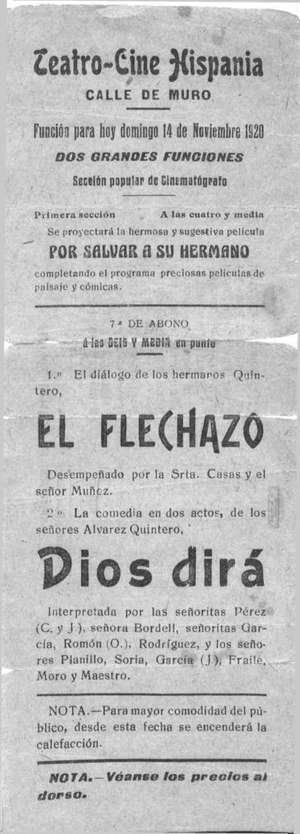 Teatro-Cine Hispania
CALLE DE MURO
Función para hoy domingo 14 de Noviembre 1920
DOS GRANDES FUNCIONES
Sección popular de Cinematógrafo
Primera sección A las cuatro y media
Se proyectará la hermosa y sugestiva película
POR SALVAR A SU HERMANO
completando el programa preciosas películas de
paisaje y cómicas.
7.ª DE ABONO
á las SEIS Y MEDIA en punto
1.º El diálogo de los hermanos Quin-
tero,
EL FLECHAZO
Desempeñado por la Srta. Casas y el
señor Muñoz.
2.º La comedia en dos actos, de los
señores Alvarez Quintero,
Dios dirá
Interpretada por las señoritas Pérez
(C. y J), señora Bordell, señoritas Gar-
cía, Román (O.), Rodríguez, y los seño-
res Planillo, Soria, García (J), Fraile,
Moro y Maestro.
NOTA.—Para mayor comodidad del pú-
blico, desde esta fecha se encenderá la
calefacción.
NOTA.—Véanse los precios al
dorso.